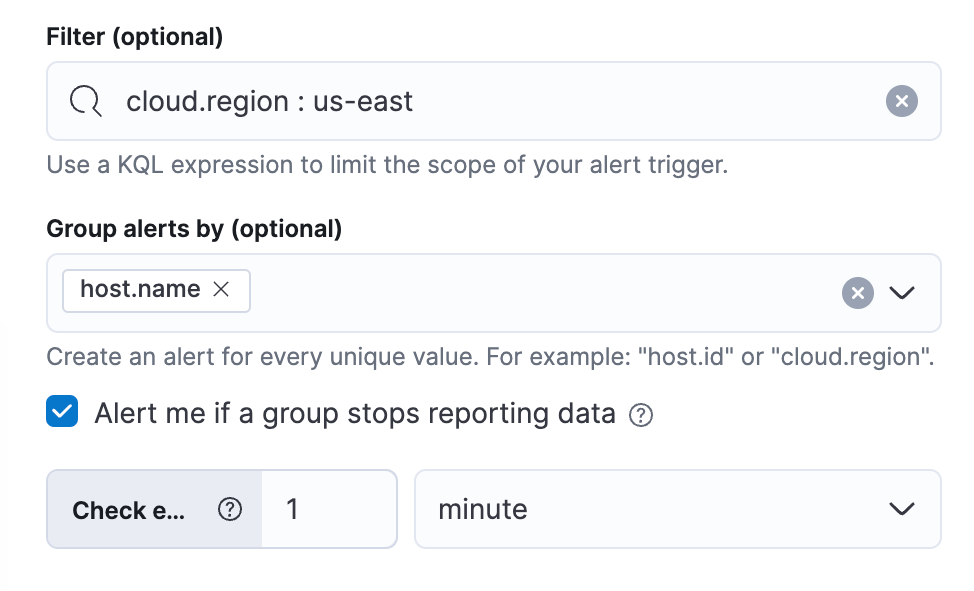 Filter (optional)
cloud.region : us-east
Use a KQL expression to limit the scope of your alert trigger.
Group alerts by (optional)
host.name
Create an alert for every unique value. For example: "host.id" or "cloud.region".
Alert me if a group stops reporting data
Check e... 1 minute